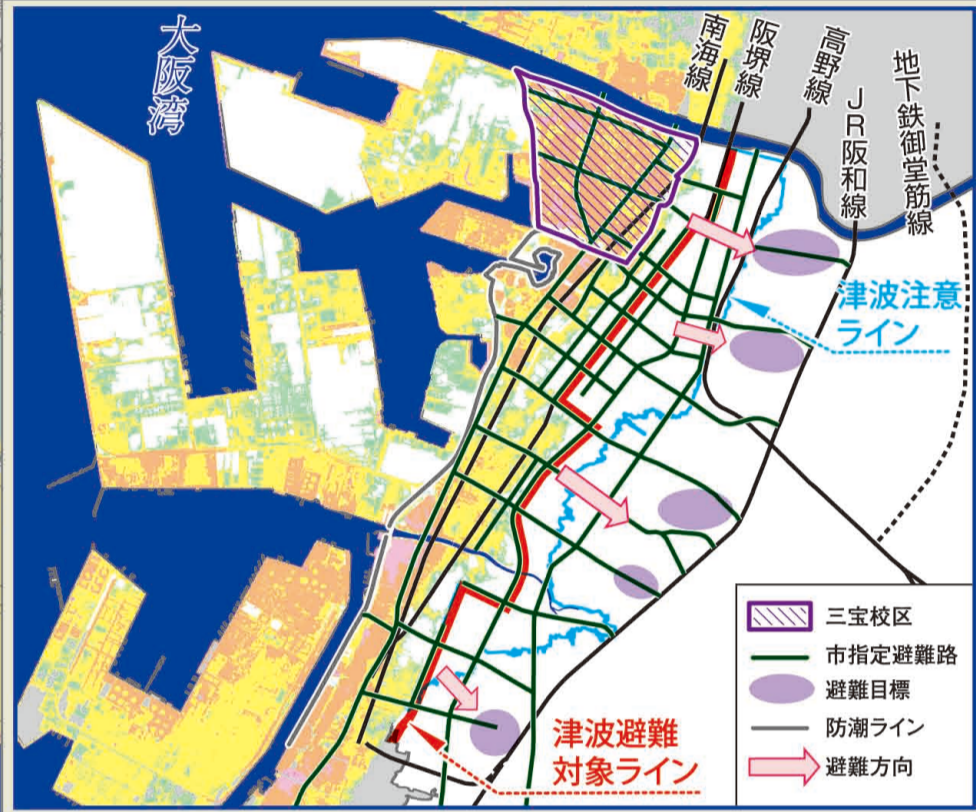 大阪湾
南海線
阪堺線
高野線
JR阪和線
地下鉄御堂筋線
津波注意
ライン
津波避難
対象ライン
三宝校区
市指定避難路
避難目標
防潮ライン
避難方向